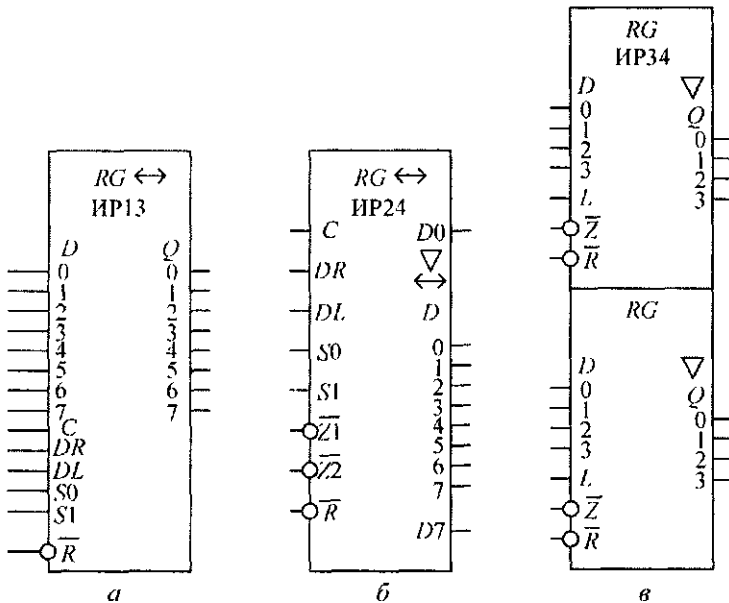 RG ↔
ИР13
D Q
0 0
1 1
2 2
3 3
4 4
5 5
6 6
7 7
C
DR
DL
S0
S1
R̅
а
RG ↔
ИР24
C D0
DR ▽
↔
DL D
0
S0 1
2
S1 3
4
Z̅1̅ 5
6
Z̅2̅ 7
R̅
D7
б
RG
ИР34
D ▽
0 Q
1 0
2 1
3 2
L 3
Z̅
R̅
RG
D ▽
0 Q
1 0
2 1
3 2
L 3
Z̅
R̅
в